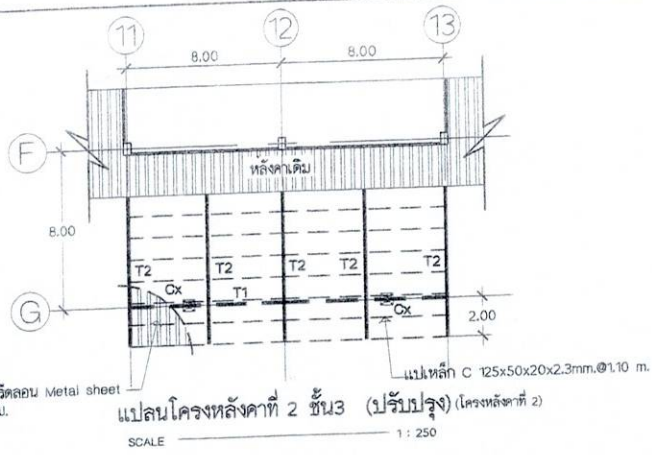 11 12 13
8.00 8.00
F
หลังคาเดิม
8.00
T2 T2 T2 T2 T2
Cx T1
G
Cx
2.00
Metal sheet
แปเหล็ก C 125x50x20x2.3mm.@1.10 m.
แปลนโครงหลังคาที่ 2 ชั้น3 (ปรับปรุง) (โครงหลังคาที่ 2)
SCALE 1 : 250